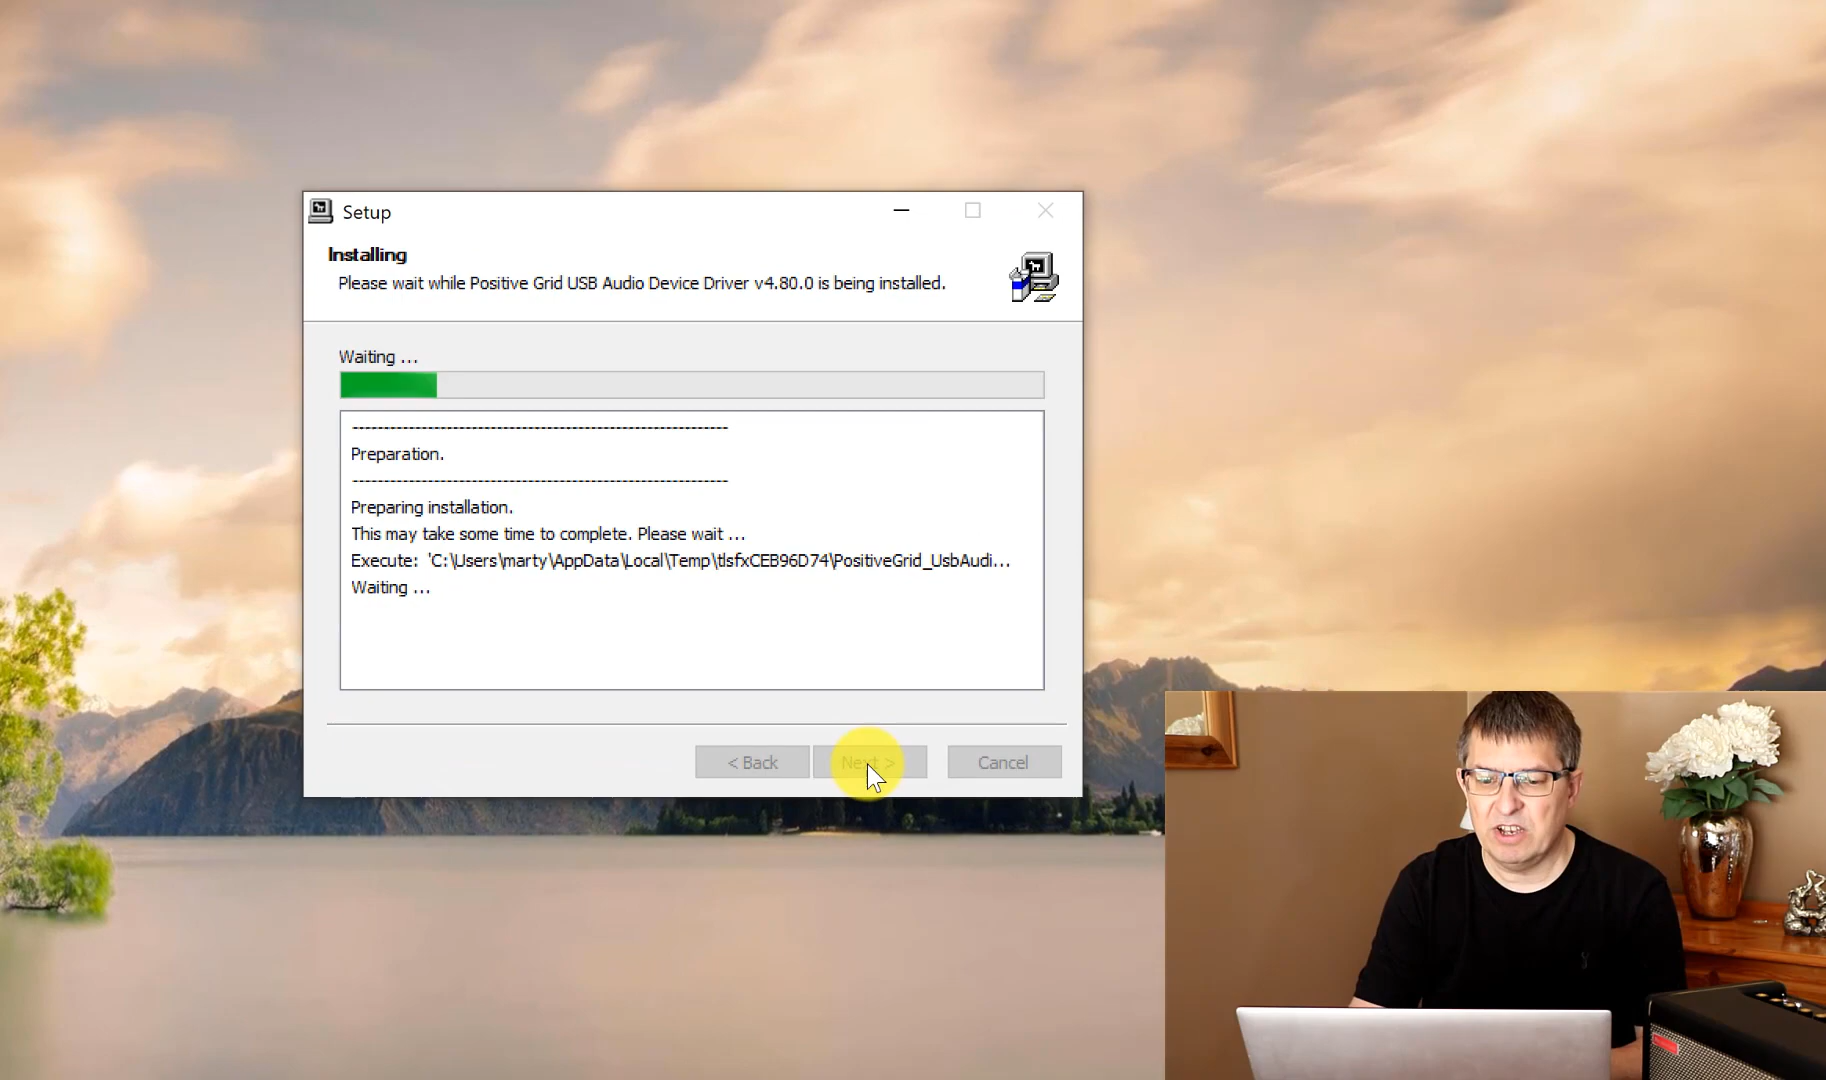 Setup
Installing
Please wait while Positive Grid USB Audio Device Driver v4.80.0 is being installed.
Waiting ...
------------------------------------------------------------
Preparation.
------------------------------------------------------------
Preparing installation.
This may take some time to complete. Please wait ...
Execute: 'C:\Users\marty\AppData\Local\Temp\tlsfxCEB96D74\PositiveGrid_UsbAudi...
Waiting ...
< Back
Next >
Cancel